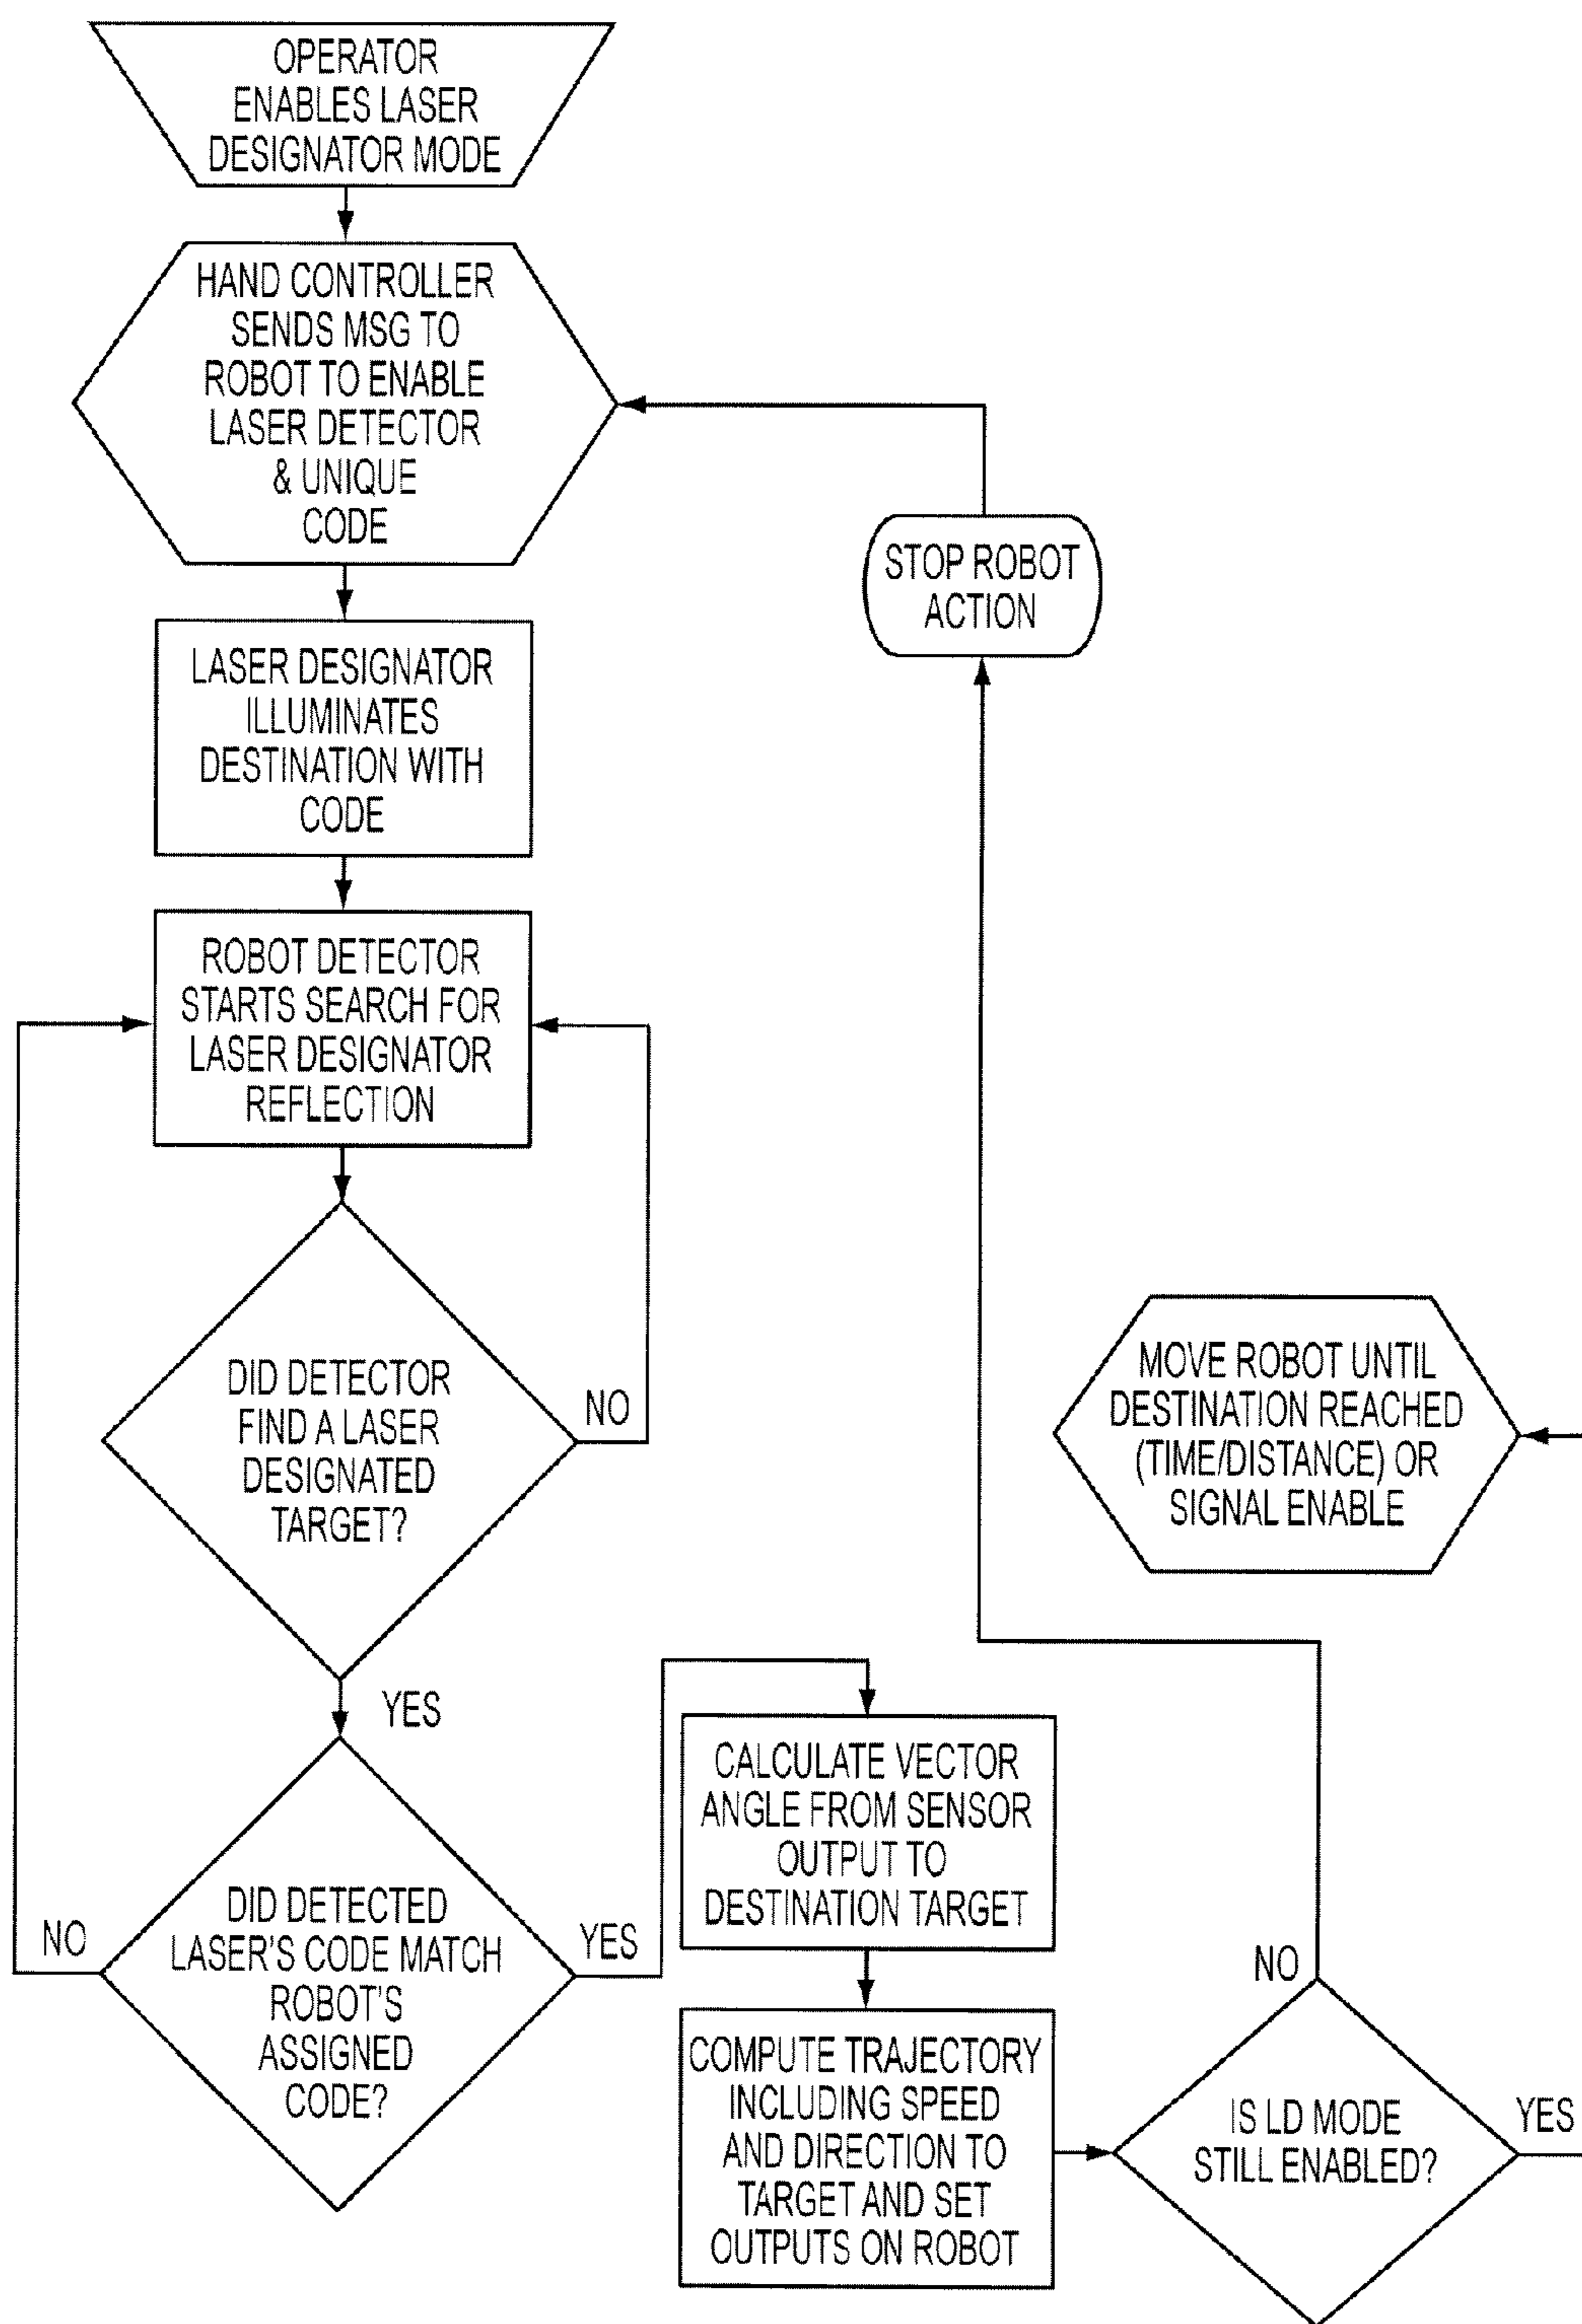 OPERATOR
ENABLES LASER
DESIGNATOR MODE
HAND CONTROLLER
SENDS MSG TO
ROBOT TO ENABLE
LASER DETECTOR
& UNIQUE
CODE
STOP ROBOT
ACTION
LASER DESIGNATOR
ILLUMINATES
DESTINATION WITH
CODE
ROBOT DETECTOR
STARTS SEARCH FOR
LASER DESIGNATOR
REFLECTION
DID DETECTOR
FIND A LASER
DESIGNATED
TARGET?
NO
MOVE ROBOT UNTIL
DESTINATION REACHED
(TIME/DISTANCE) OR
SIGNAL ENABLE
YES
DID DETECTED
LASER'S CODE MATCH
ROBOT'S
ASSIGNED
CODE?
NO
YES
CALCULATE VECTOR
ANGLE FROM SENSOR
OUTPUT TO
DESTINATION TARGET
COMPUTE TRAJECTORY
INCLUDING SPEED
AND DIRECTION TO
TARGET AND SET
OUTPUTS ON ROBOT
NO
IS LD MODE
STILL ENABLED?
YES